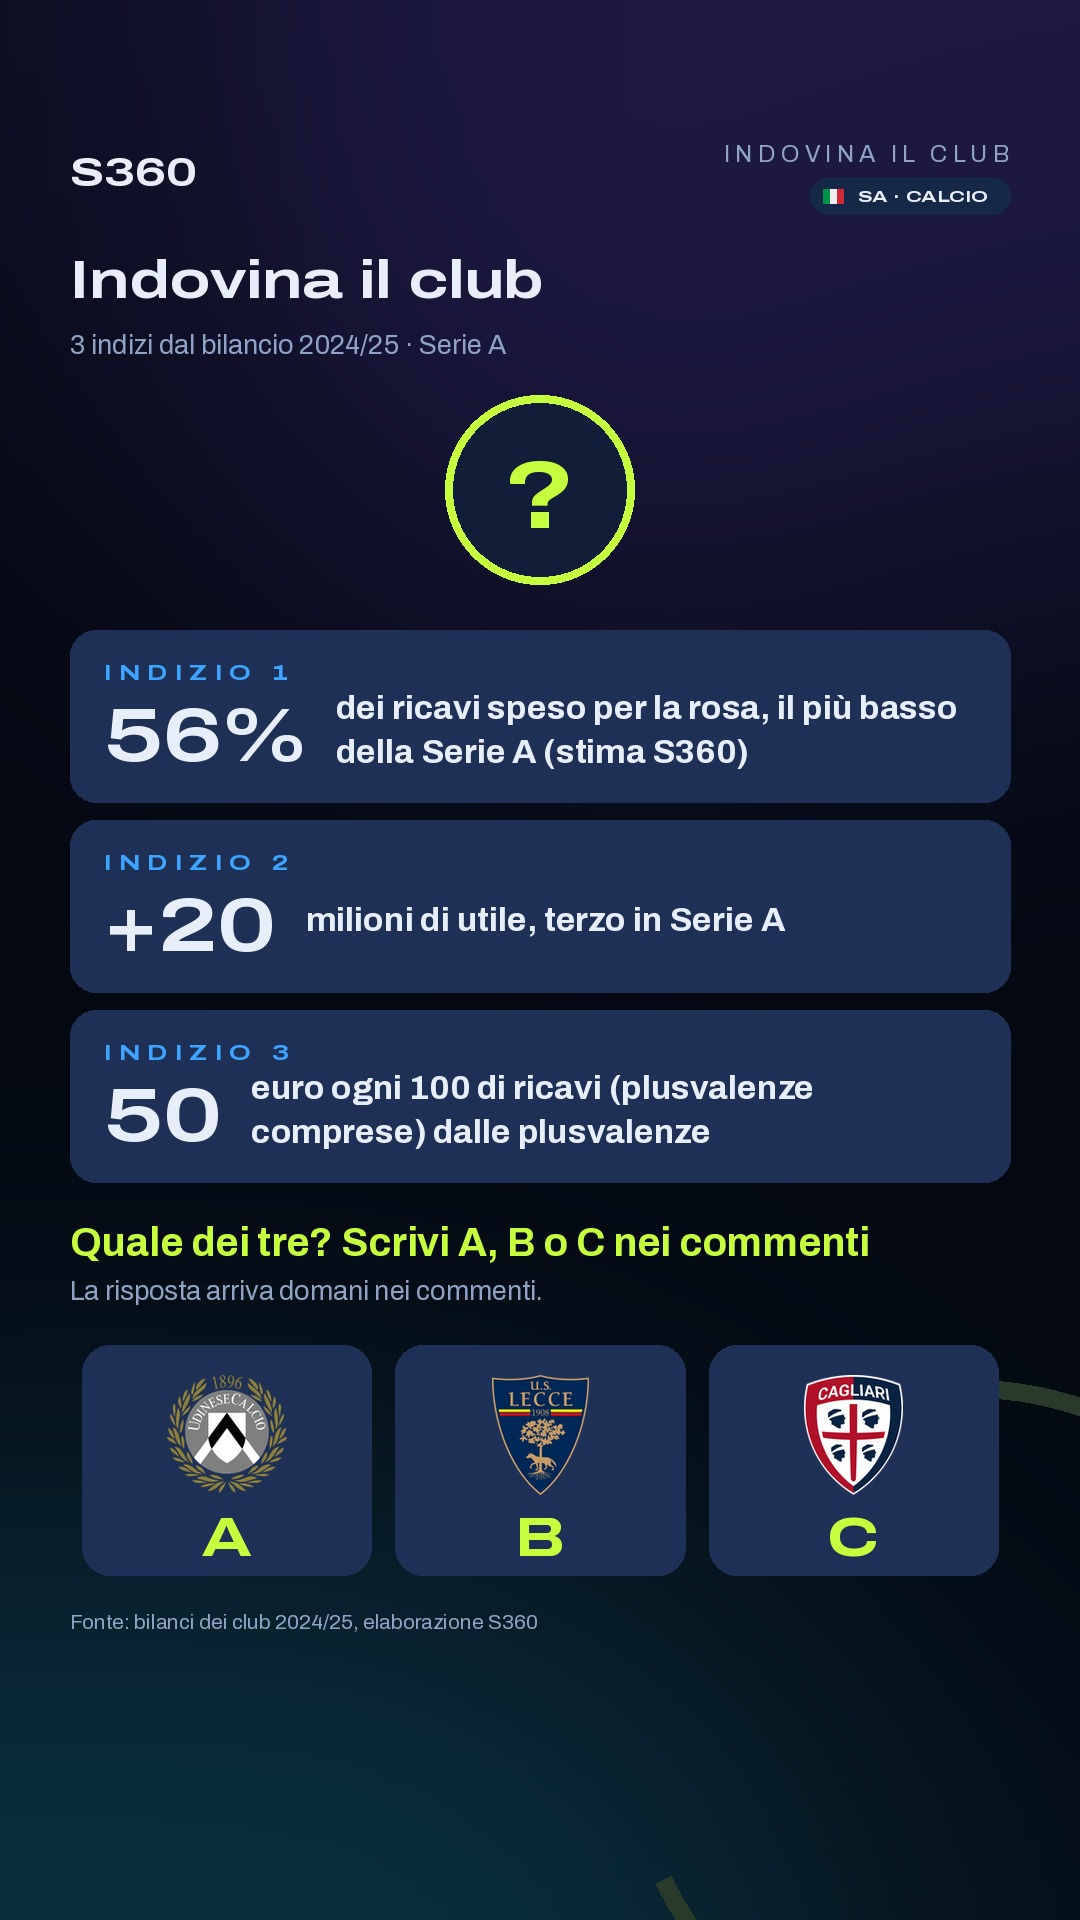 S360
INDOVINA IL CLUB
SA · CALCIO
Indovina il club
3 indizi dal bilancio 2024/25 · Serie A
?
INDIZIO 1
56%
dei ricavi speso per la rosa, il più basso
della Serie A (stima S360)
INDIZIO 2
+20
milioni di utile, terzo in Serie A
INDIZIO 3
50
euro ogni 100 di ricavi (plusvalenze
comprese) dalle plusvalenze
Quale dei tre? Scrivi A, B o C nei commenti
La risposta arriva domani nei commenti.
1896
UDINESE CALCIO
A
U.S.
LECCE
1908
B
CAGLIARI
C
Fonte: bilanci dei club 2024/25, elaborazione S360